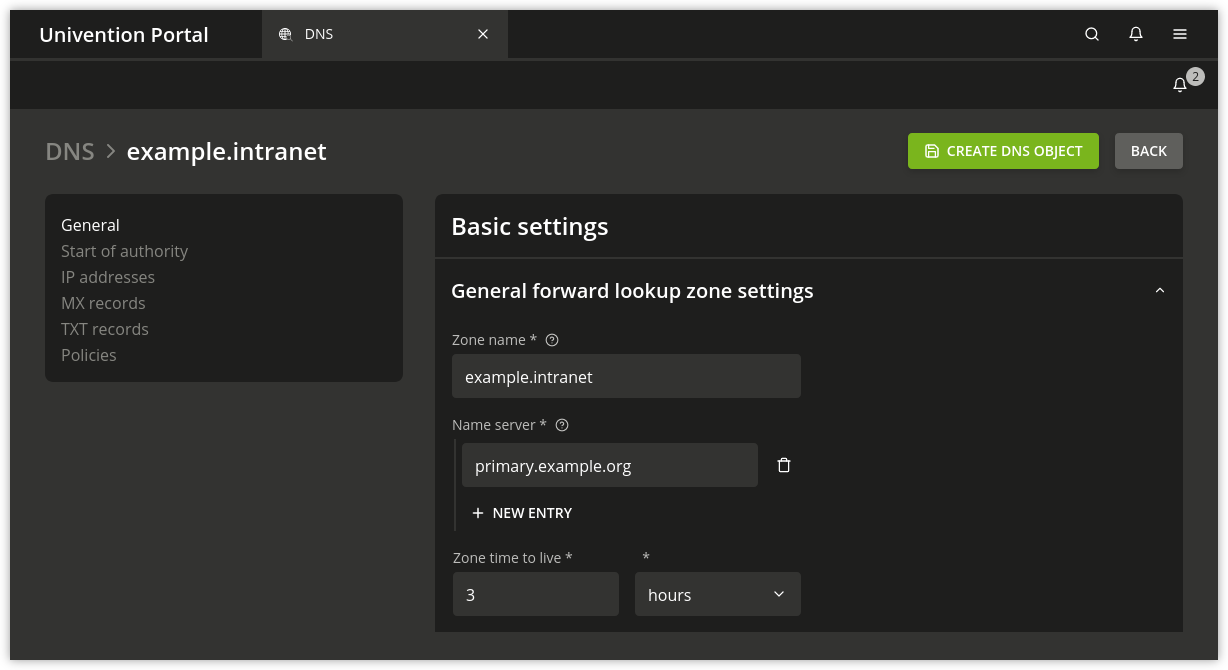 Univention Portal
DNS
2
DNS > example.intranet
CREATE DNS OBJECT
BACK
General
Start of authority
IP addresses
MX records
TXT records
Policies
Basic settings
General forward lookup zone settings
Zone name *
example.intranet
Name server *
primary.example.org
+ NEW ENTRY
Zone time to live * *
3 hours